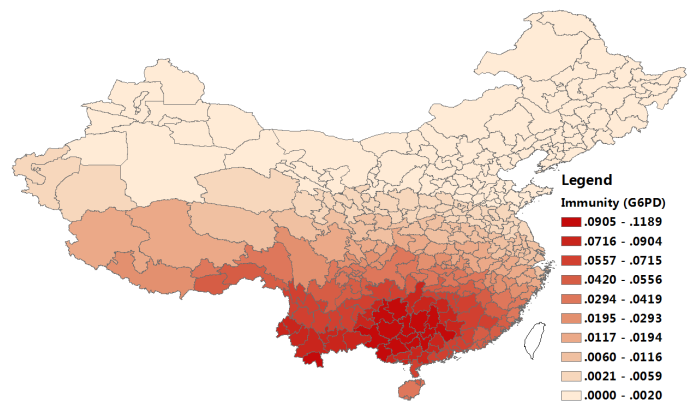 Legend
Immunity (G6PD)
.0905 - .1189
.0716 - .0904
.0557 - .0715
.0420 - .0556
.0294 - .0419
.0195 - .0293
.0117 - .0194
.0060 - .0116
.0021 - .0059
.0000 - .0020